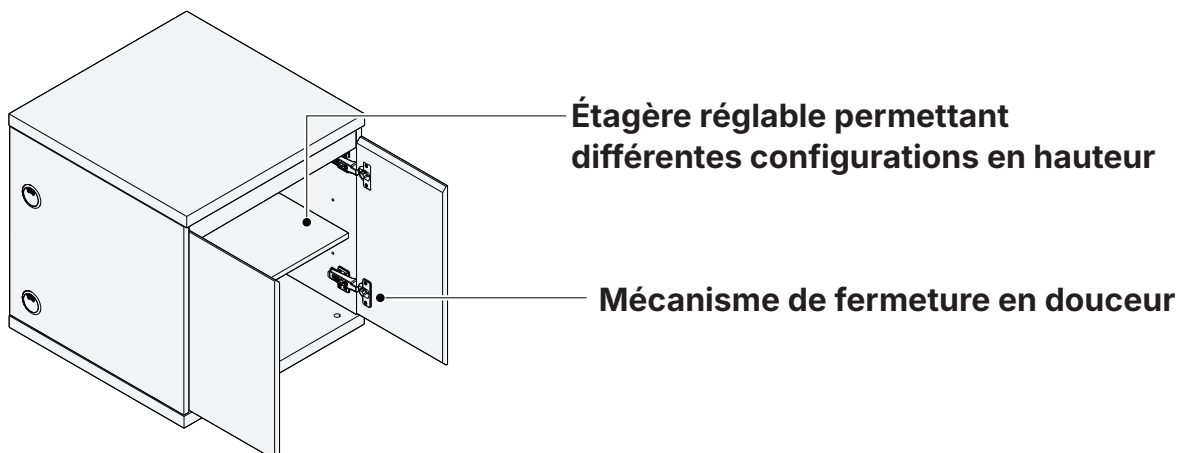 Étagère réglable permettant
différentes configurations en hauteur
Mécanisme de fermeture en douceur